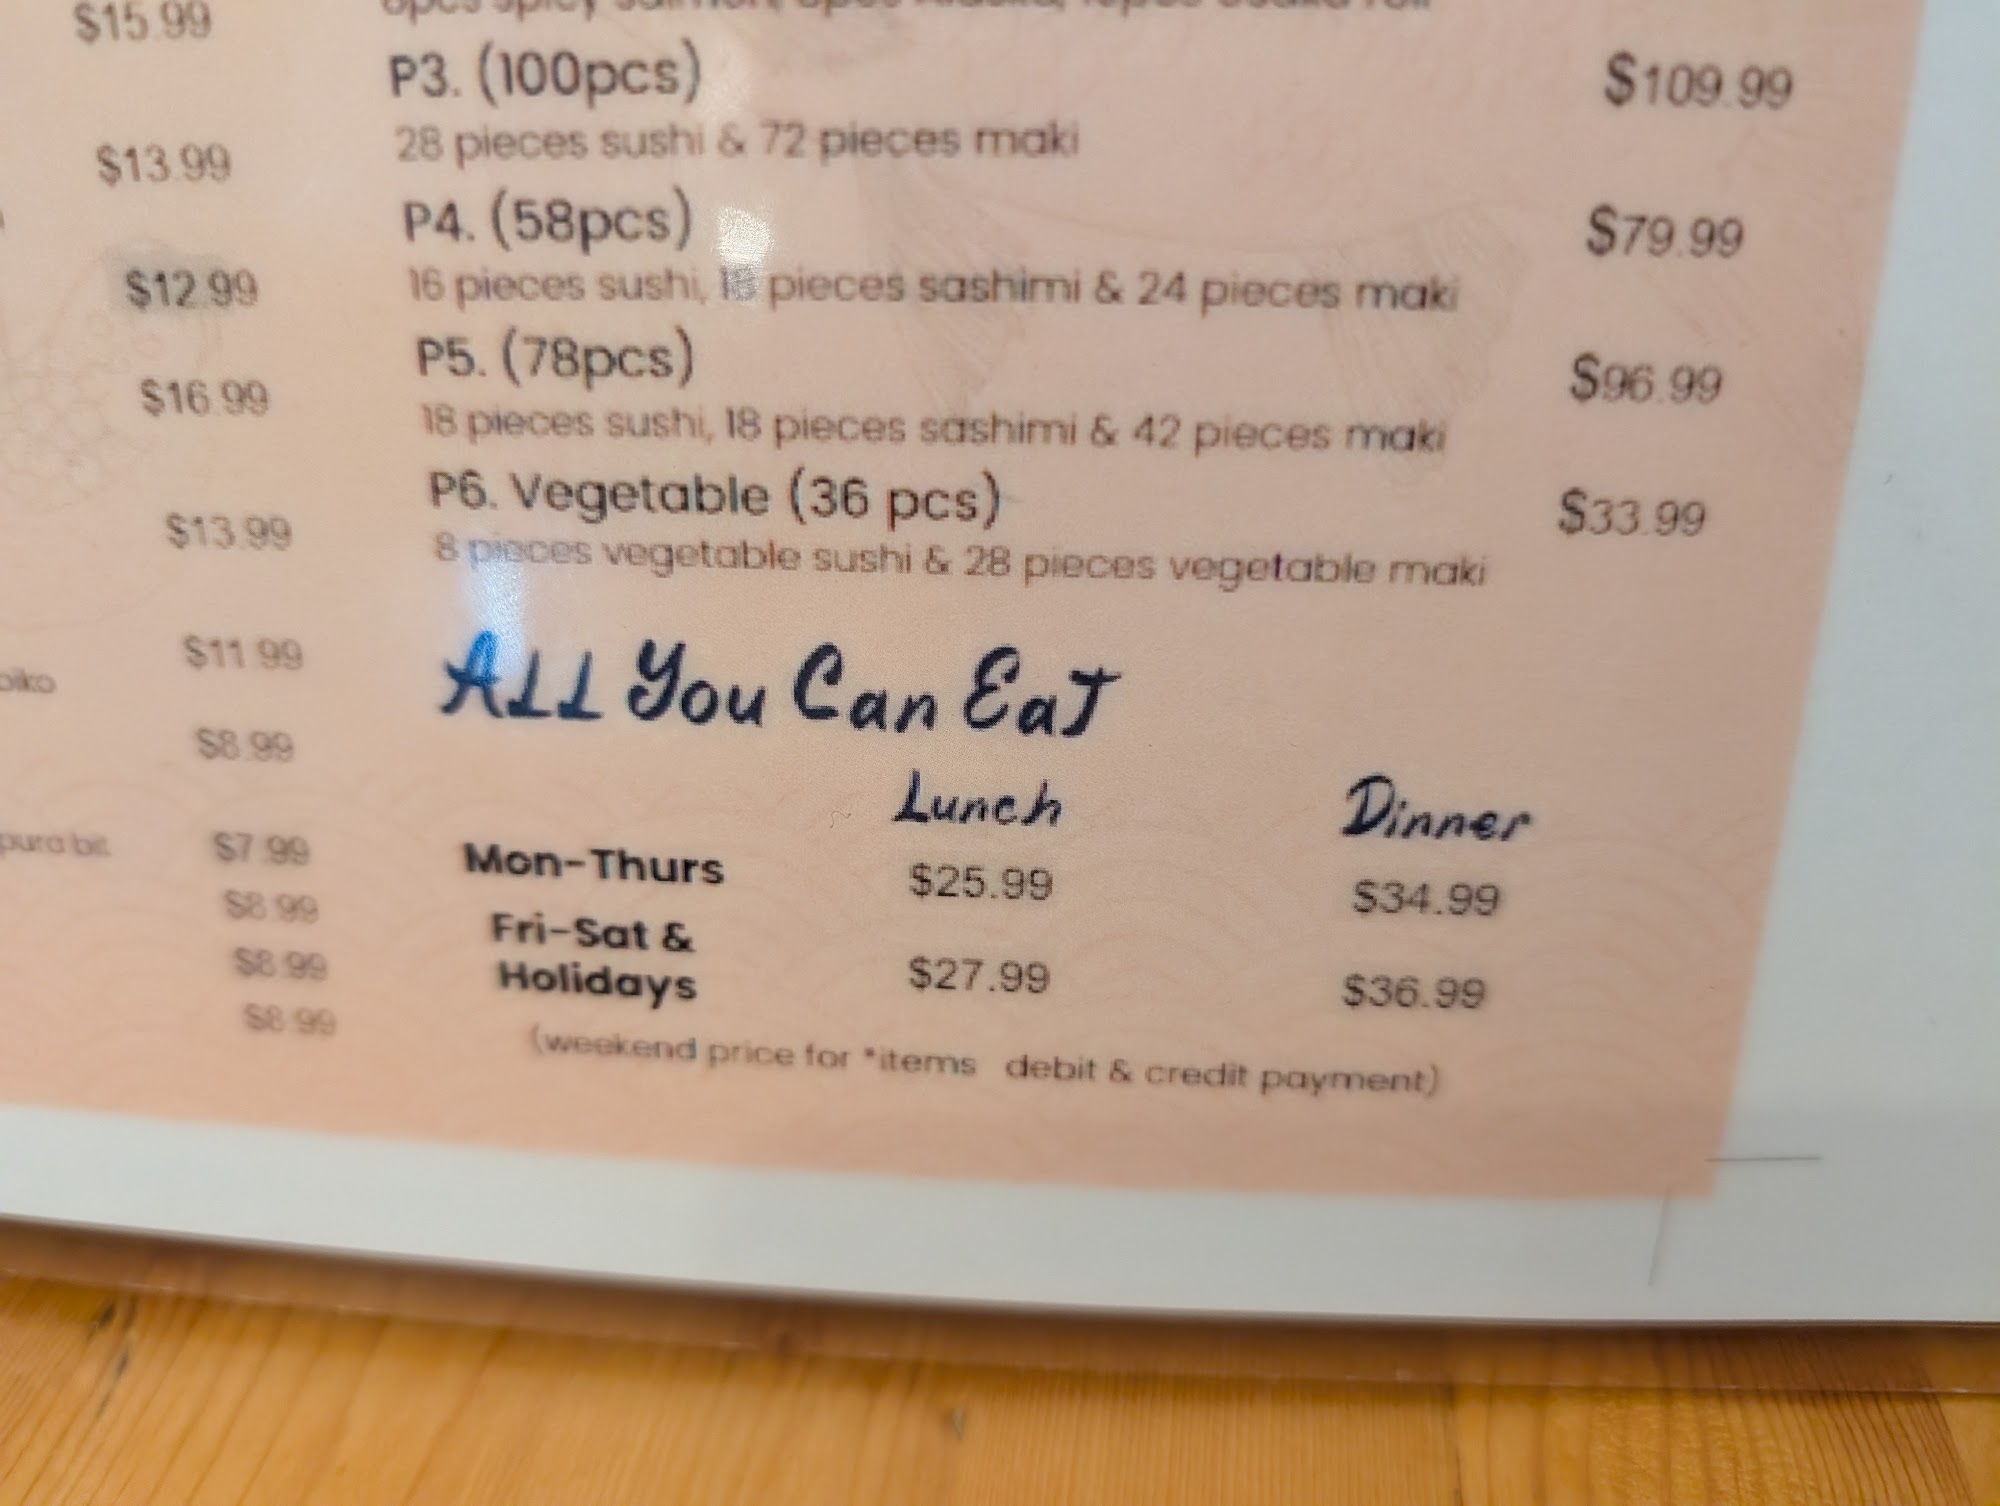 $15.99
$13.99
$12.99
$16.99
$13.99
$11.99
$8.99
$7.99
$8.99
$8.99
$8.99
P3. (100pcs) $109.99
28 pieces sushi & 72 pieces maki
P4. (58pcs) $79.99
16 pieces sushi, 18 pieces sashimi & 24 pieces maki
P5. (78pcs) $96.99
18 pieces sushi, 18 pieces sashimi & 42 pieces maki
P6. Vegetable (36 pcs) $33.99
8 pieces vegetable sushi & 28 pieces vegetable maki
ALL You Can Eat
Lunch Dinner
Mon-Thurs $25.99 $34.99
Fri-Sat &
Holidays $27.99 $36.99
(weekend price for *items debit & credit payment)